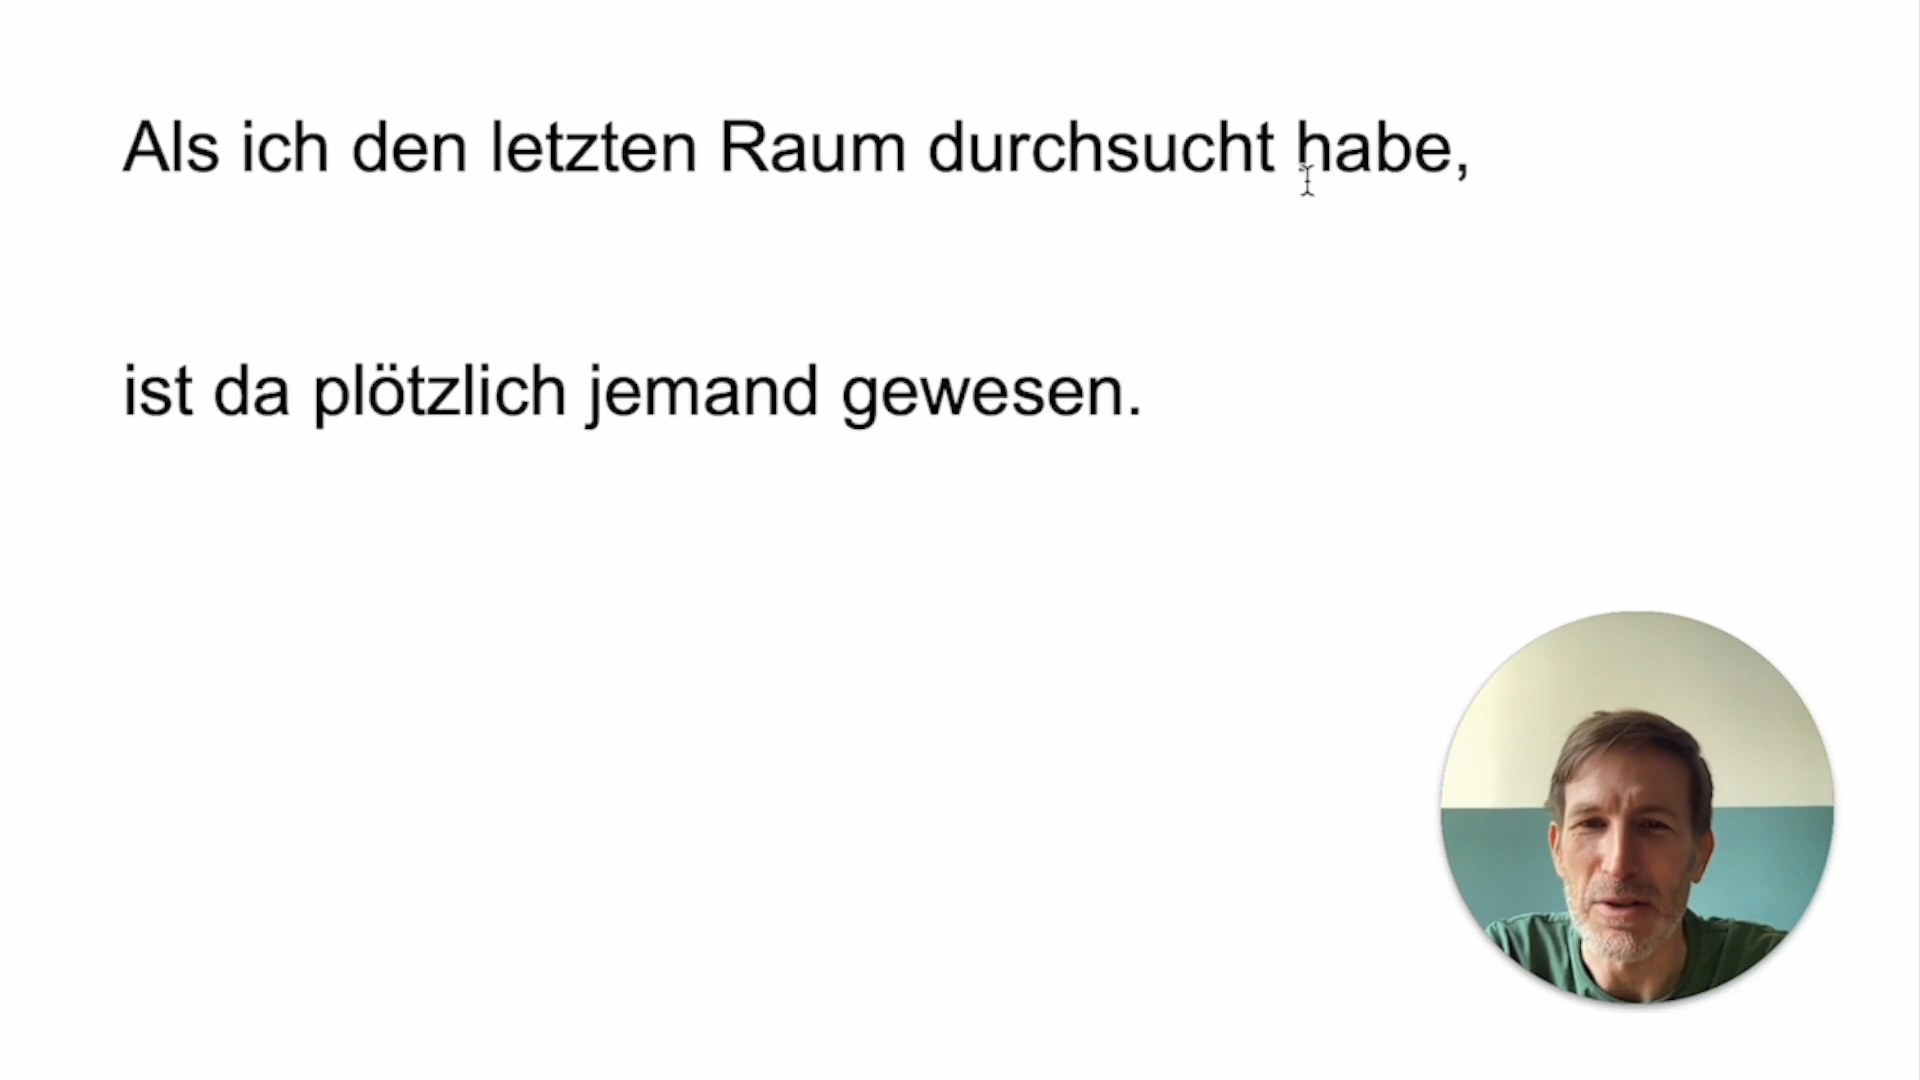 Als ich den letzten Raum durchsucht habe,
ist da plötzlich jemand gewesen.